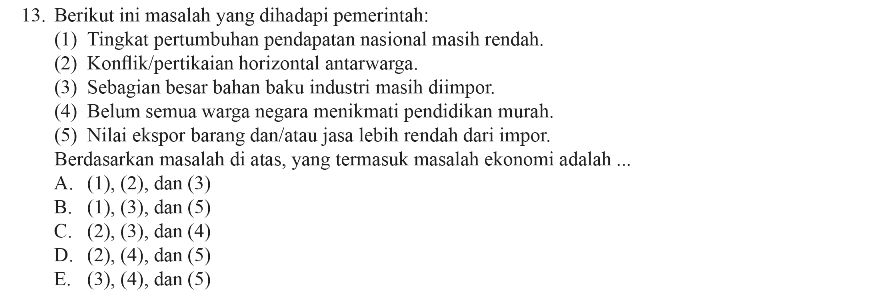 13. Berikut ini masalah yang dihadapi pemerintah:
(1) Tingkat pertumbuhan pendapatan nasional masih rendah.
(2) Konflik/pertikaian horizontal antarwarga.
(3) Sebagian besar bahan baku industri masih diimpor.
(4) Belum semua warga negara menikmati pendidikan murah.
(5) Nilai ekspor barang dan/atau jasa lebih rendah dari impor.
Berdasarkan masalah di atas, yang termasuk masalah ekonomi adalah ...
A. (1), (2), dan (3)
B. (1), (3), dan (5)
C. (2), (3), dan (4)
D. (2), (4), dan (5)
E. (3), (4), dan (5)